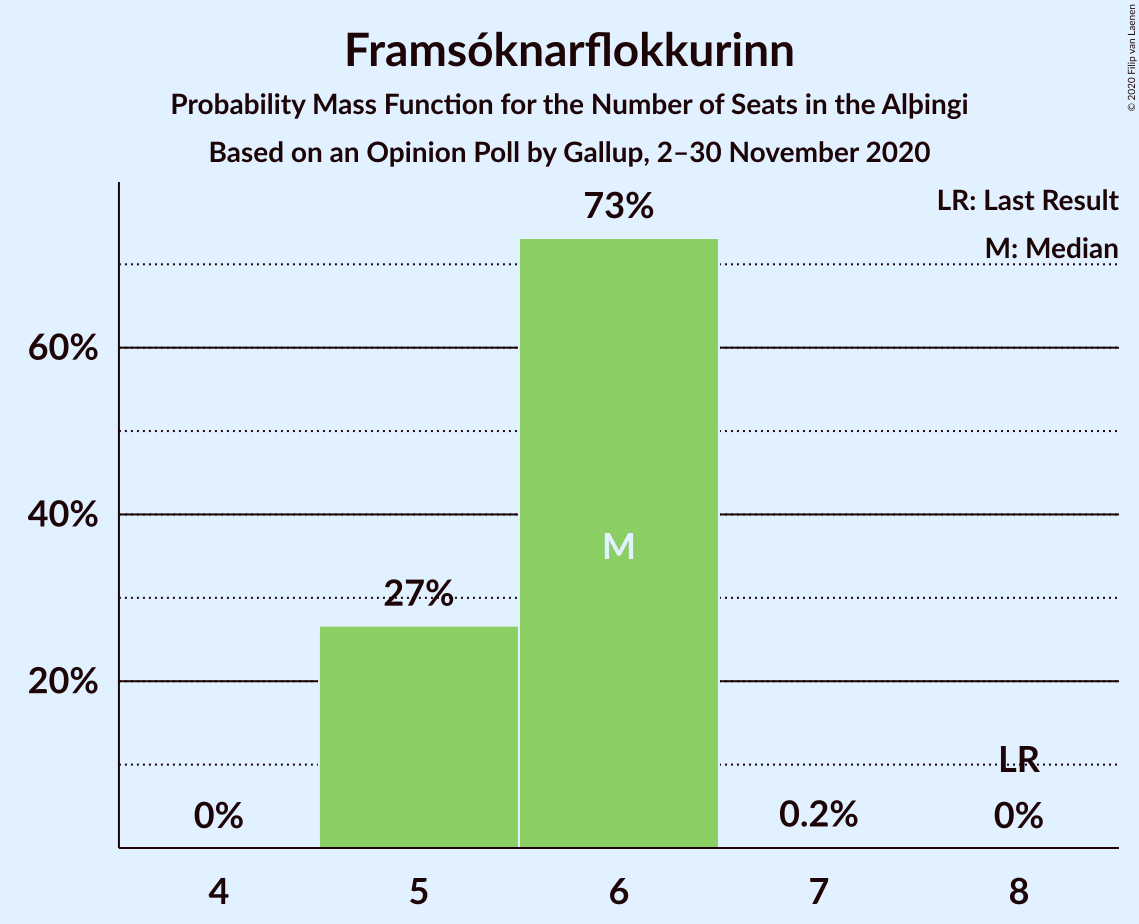 Framsóknarflokkurinn
Probability Mass Function for the Number of Seats in the Alþingi
Based on an Opinion Poll by Gallup, 2–30 November 2020
© 2020 Filip van Laenen
LR: Last Result
M: Median
73%
60%
40%
M
27%
20%
LR
0%
0.2%
0%
4
5
6
7
8